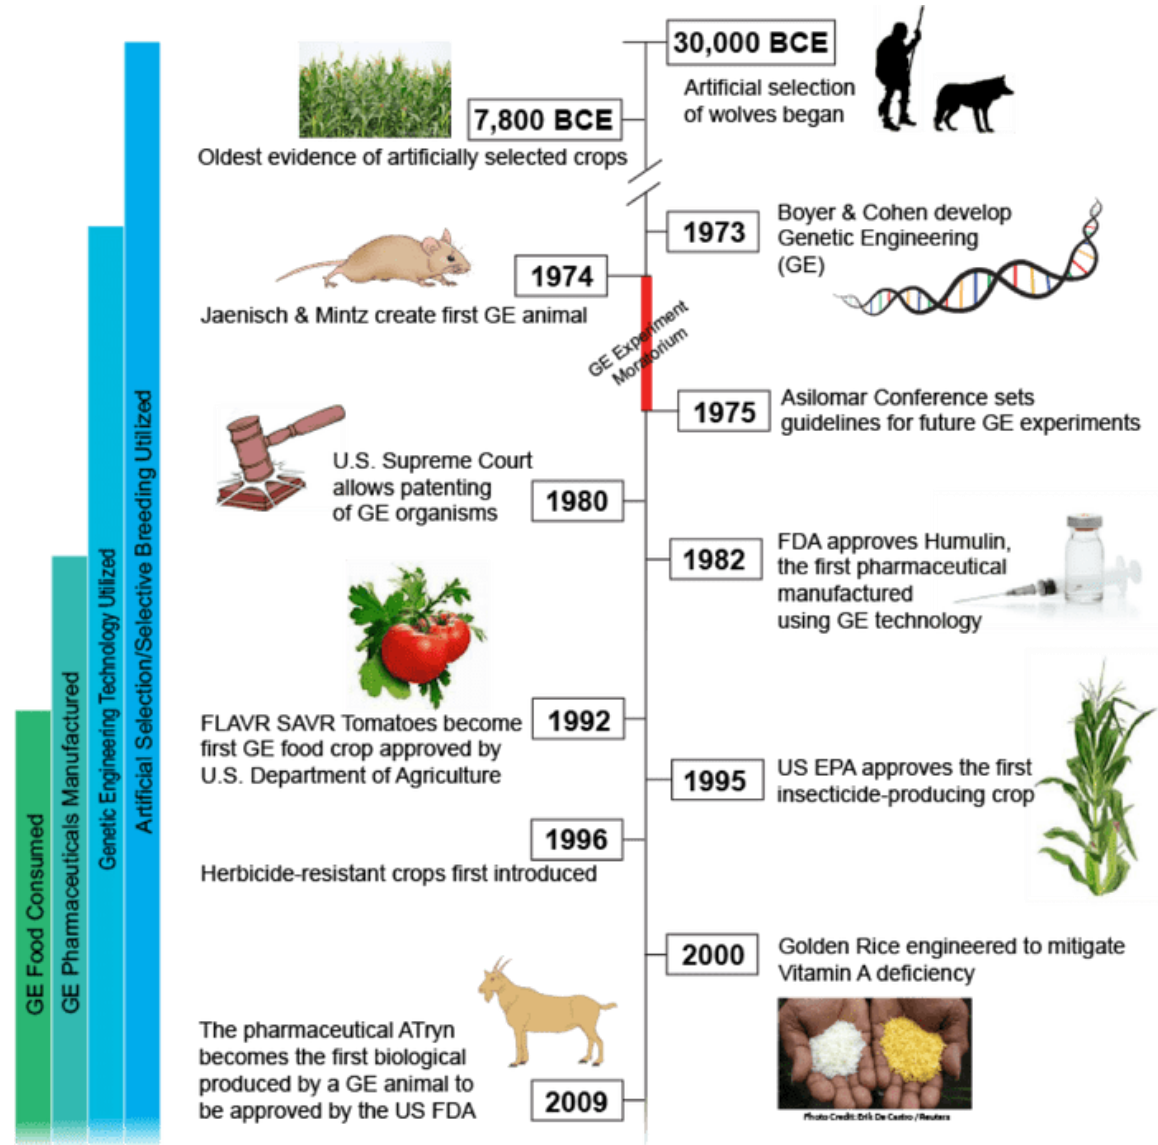 30,000 BCE
Artificial selection
of wolves began
7,800 BCE
Oldest evidence of artificially selected crops
1973
Boyer & Cohen develop
Genetic Engineering
(GE)
1974
Jaenisch & Mintz create first GE animal
GE Experiment
Moratorium
1975
Asilomar Conference sets
guidelines for future GE experiments
U.S. Supreme Court
allows patenting
of GE organisms
1980
1982
FDA approves Humulin,
the first pharmaceutical
manufactured
using GE technology
1992
FLAVR SAVR Tomatoes become
first GE food crop approved by
U.S. Department of Agriculture
1995
US EPA approves the first
insecticide-producing crop
1996
Herbicide-resistant crops first introduced
2000
Golden Rice engineered to mitigate
Vitamin A deficiency
Photo Credit: Erik De Castro / Reuters
The pharmaceutical ATryn
becomes the first biological
produced by a GE animal to
be approved by the US FDA
2009
GE Food Consumed
GE Pharmaceuticals Manufactured
Genetic Engineering Technology Utilized
Artificial Selection/Selective Breeding Utilized